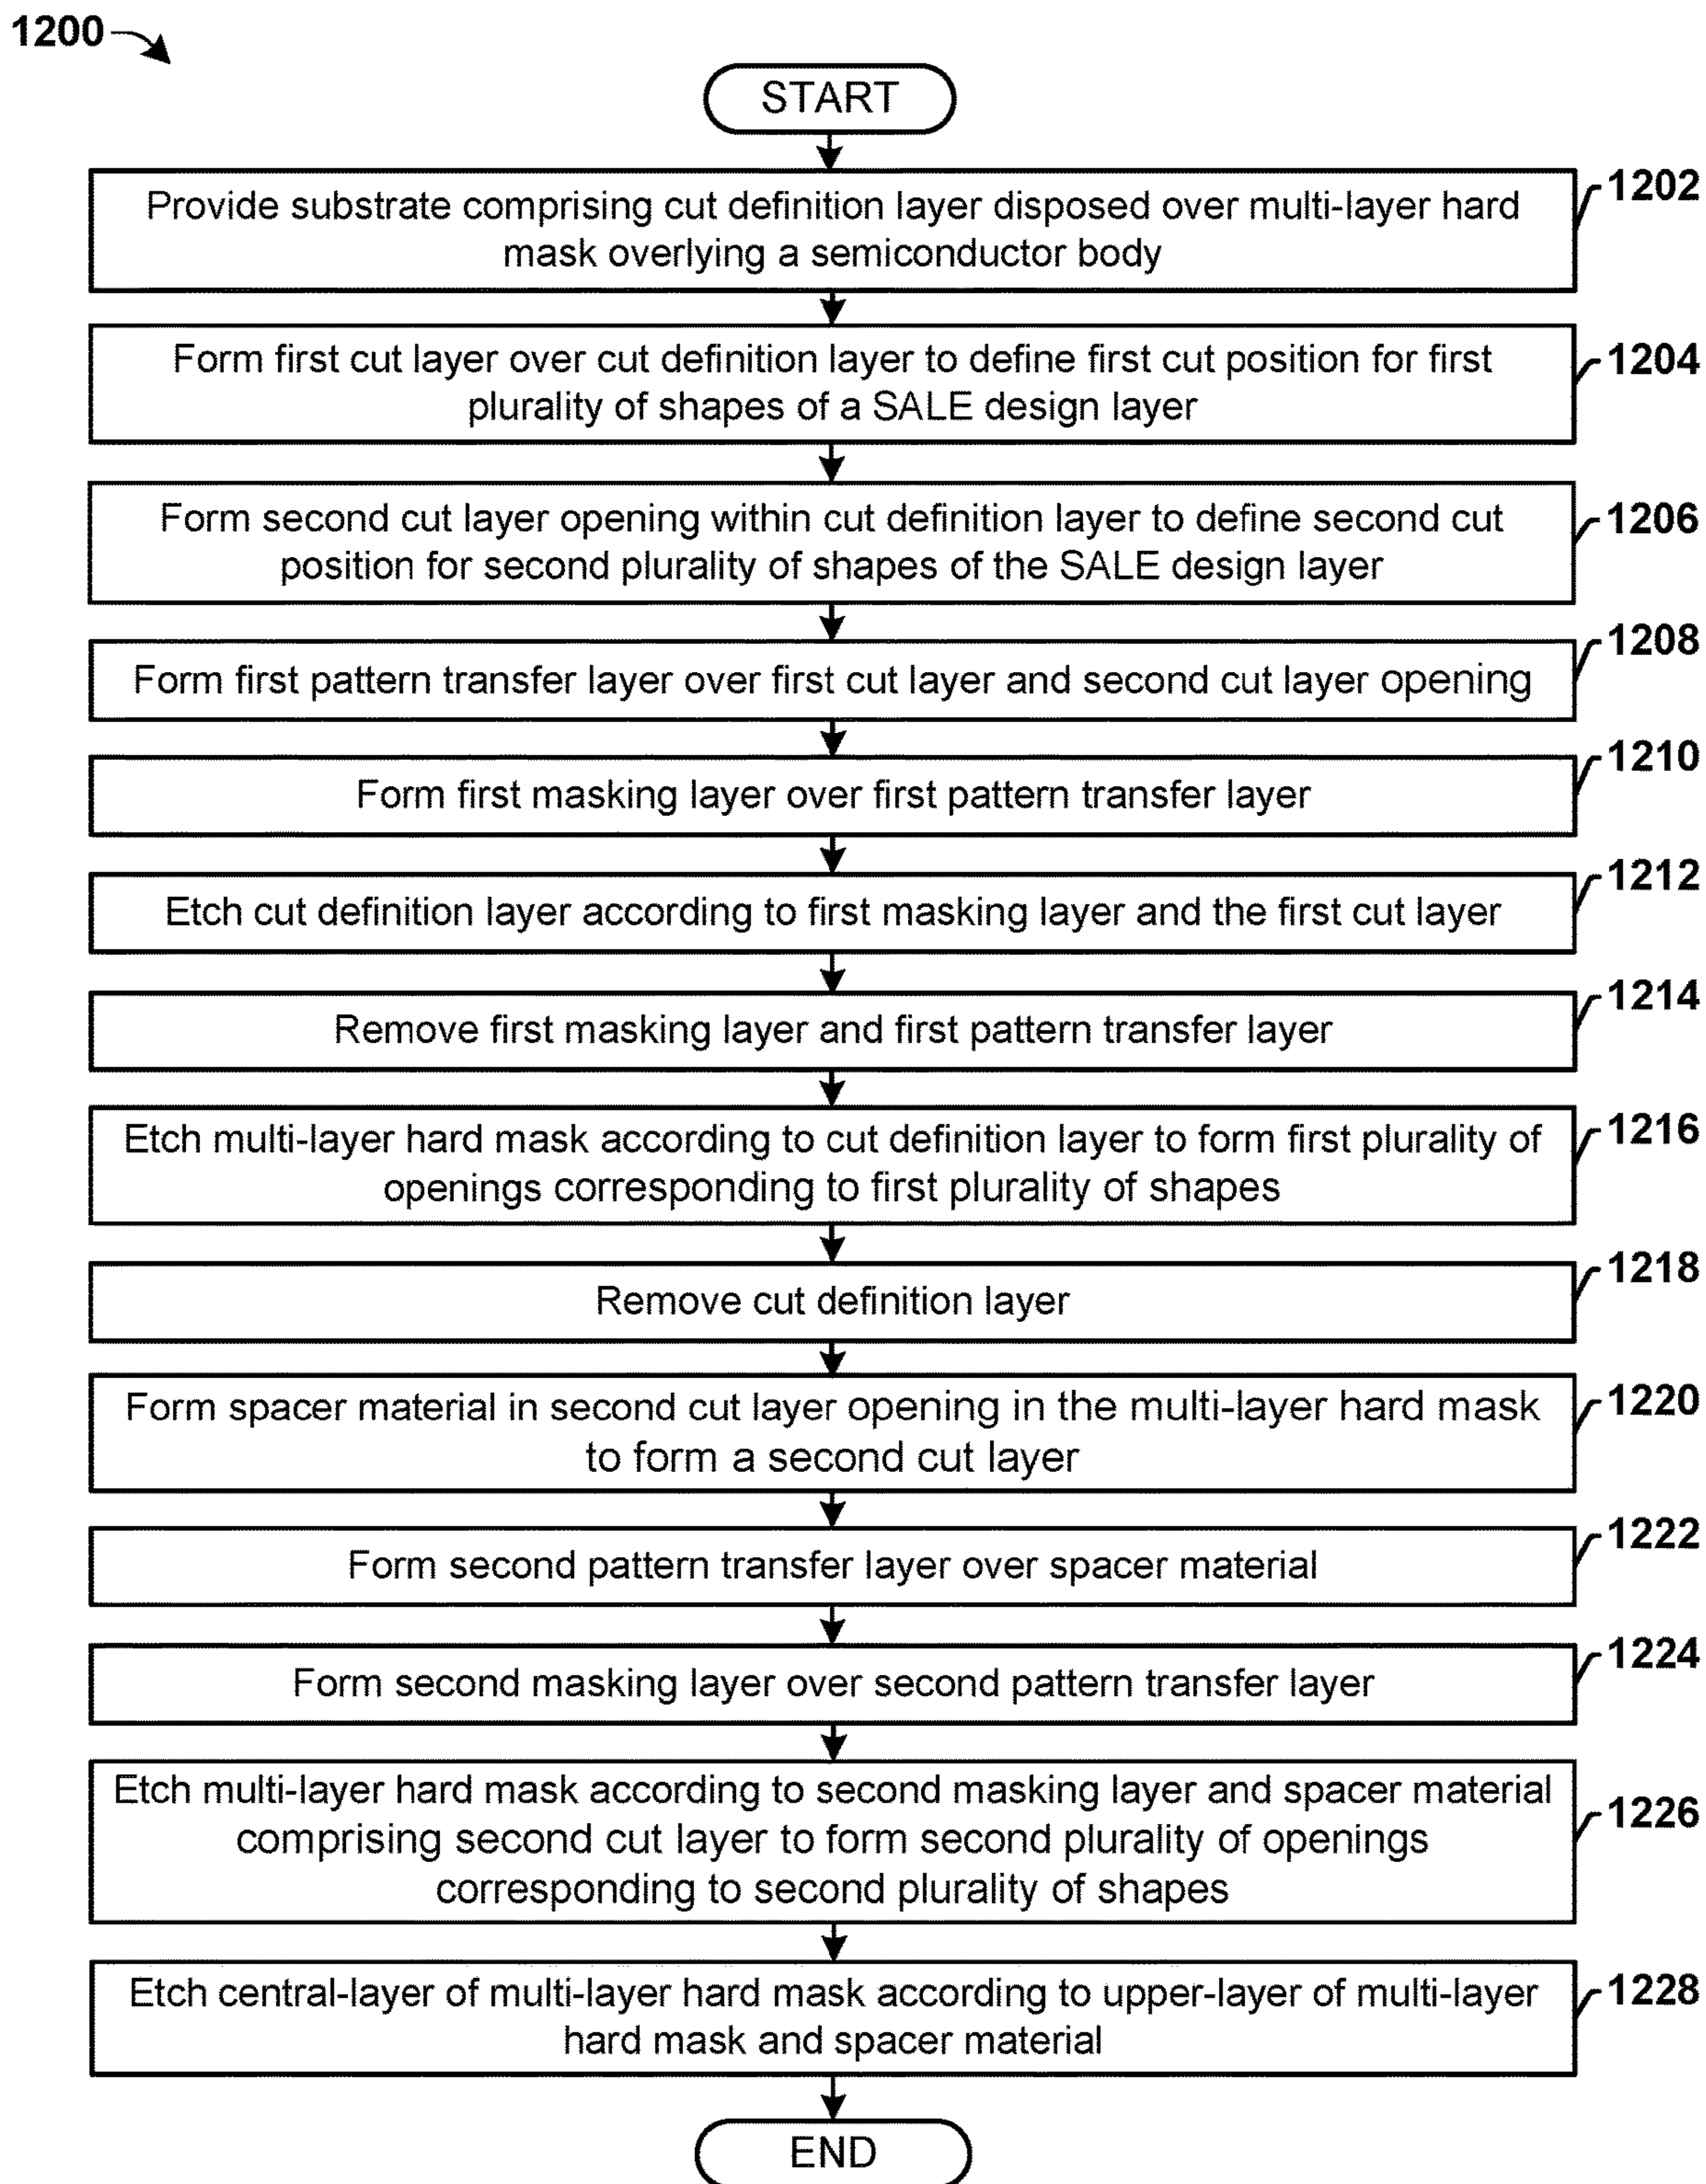 1200
START
Provide substrate comprising cut definition layer disposed over multi-layer hard
mask overlying a semiconductor body
1202
Form first cut layer over cut definition layer to define first cut position for first
plurality of shapes of a SALE design layer
1204
Form second cut layer opening within cut definition layer to define second cut
position for second plurality of shapes of the SALE design layer
1206
Form first pattern transfer layer over first cut layer and second cut layer opening
1208
Form first masking layer over first pattern transfer layer
1210
Etch cut definition layer according to first masking layer and the first cut layer
1212
Remove first masking layer and first pattern transfer layer
1214
Etch multi-layer hard mask according to cut definition layer to form first plurality of
openings corresponding to first plurality of shapes
1216
Remove cut definition layer
1218
Form spacer material in second cut layer opening in the multi-layer hard mask
to form a second cut layer
1220
Form second pattern transfer layer over spacer material
1222
Form second masking layer over second pattern transfer layer
1224
Etch multi-layer hard mask according to second masking layer and spacer material
comprising second cut layer to form second plurality of openings
corresponding to second plurality of shapes
1226
Etch central-layer of multi-layer hard mask according to upper-layer of multi-layer
hard mask and spacer material
1228
END